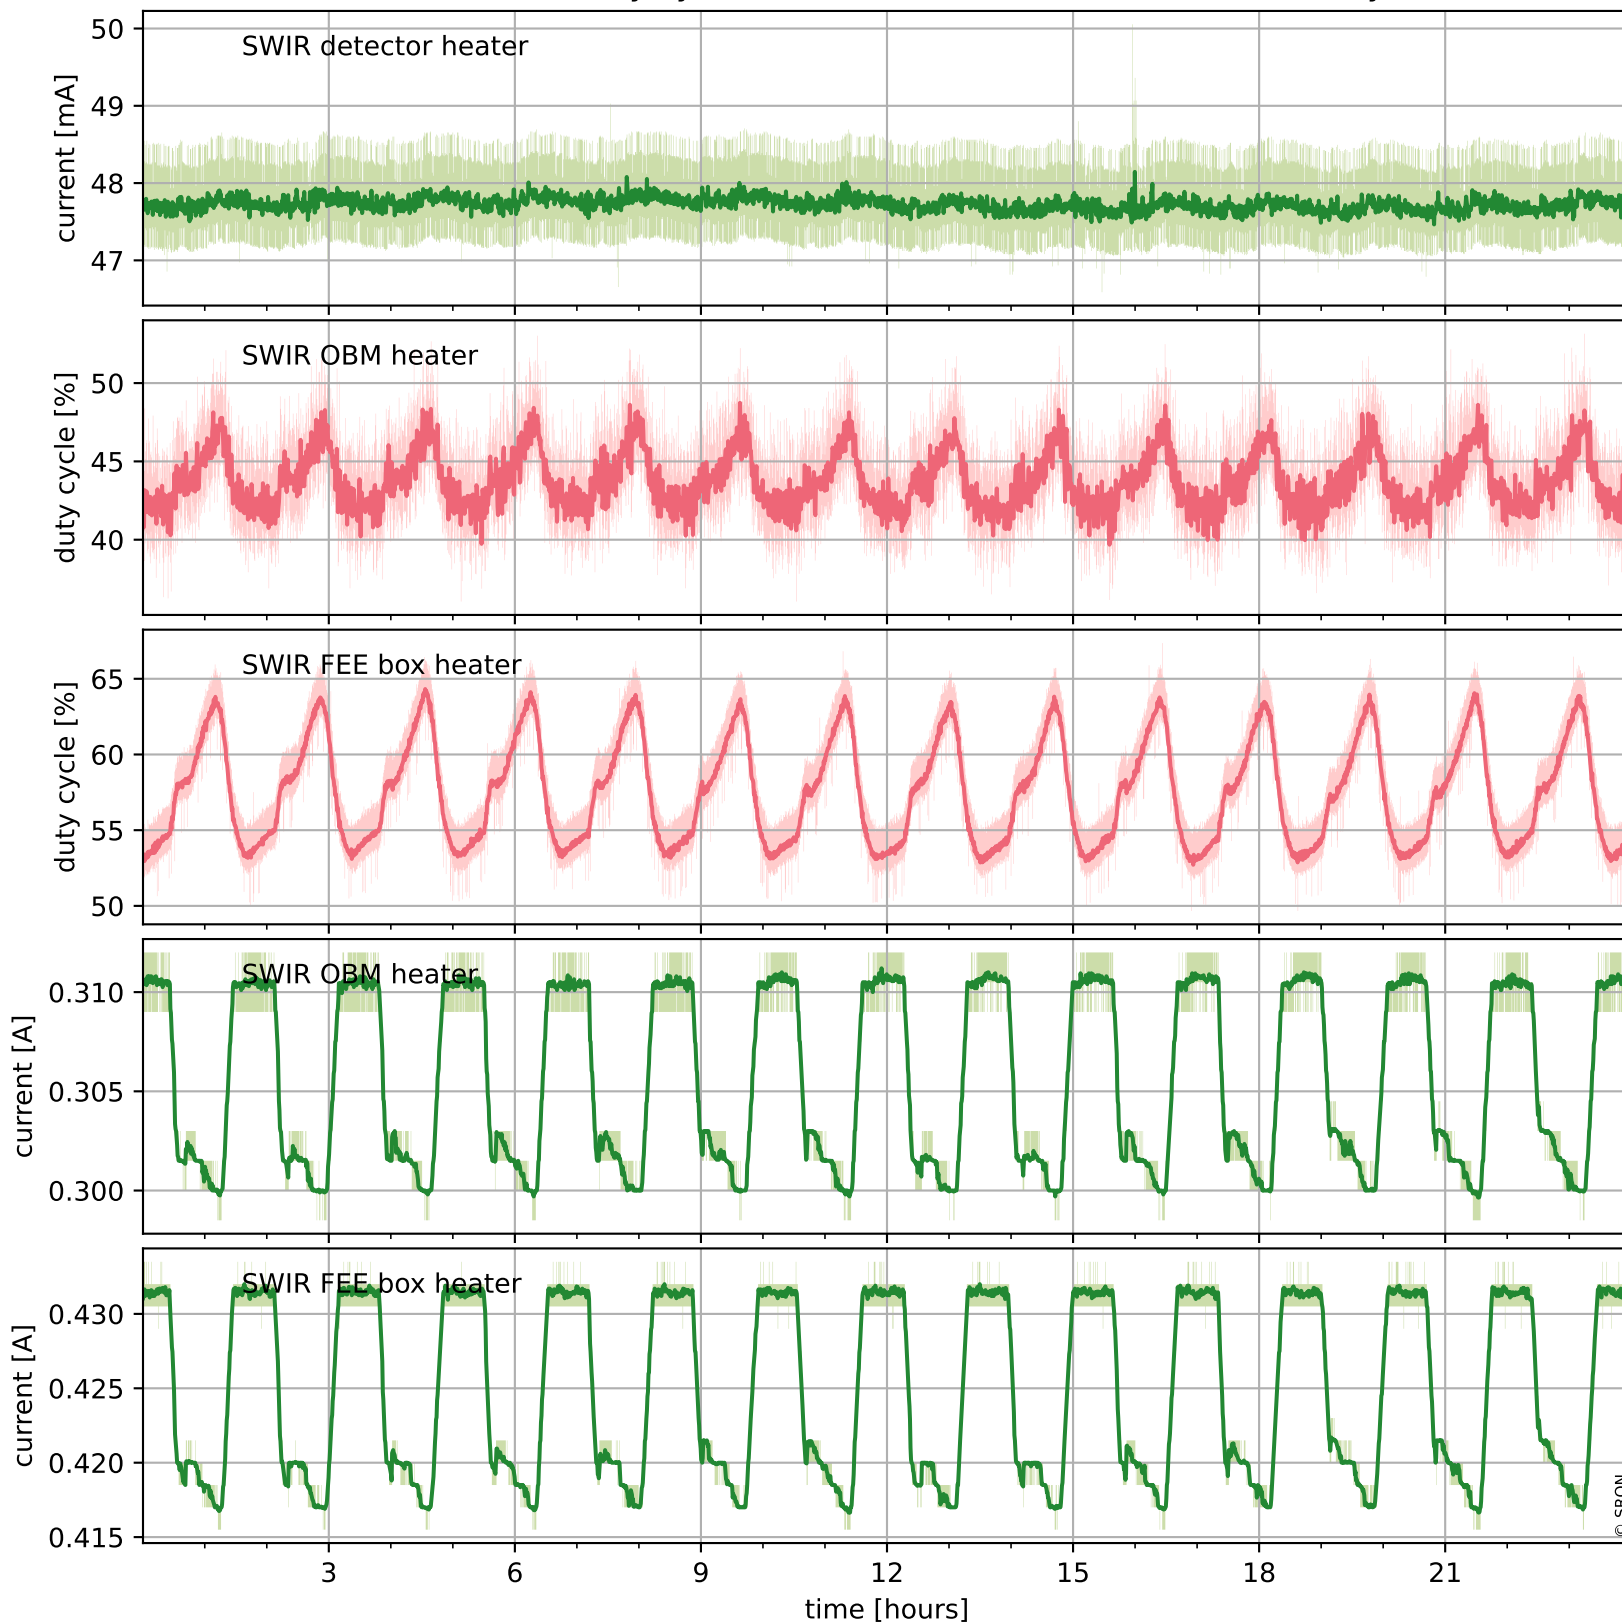 SWIR detector heater
current [mA]
50
49
48
47
SWIR OBM heater
duty cycle [%]
50
45
40
SWIR FEE box heater
duty cycle [%]
65
60
55
50
SWIR OBM heater
current [A]
0.310
0.305
0.300
SWIR FEE box heater
current [A]
0.430
0.425
0.420
0.415
3 6 9 12 15 18 21
time [hours]
© SRON